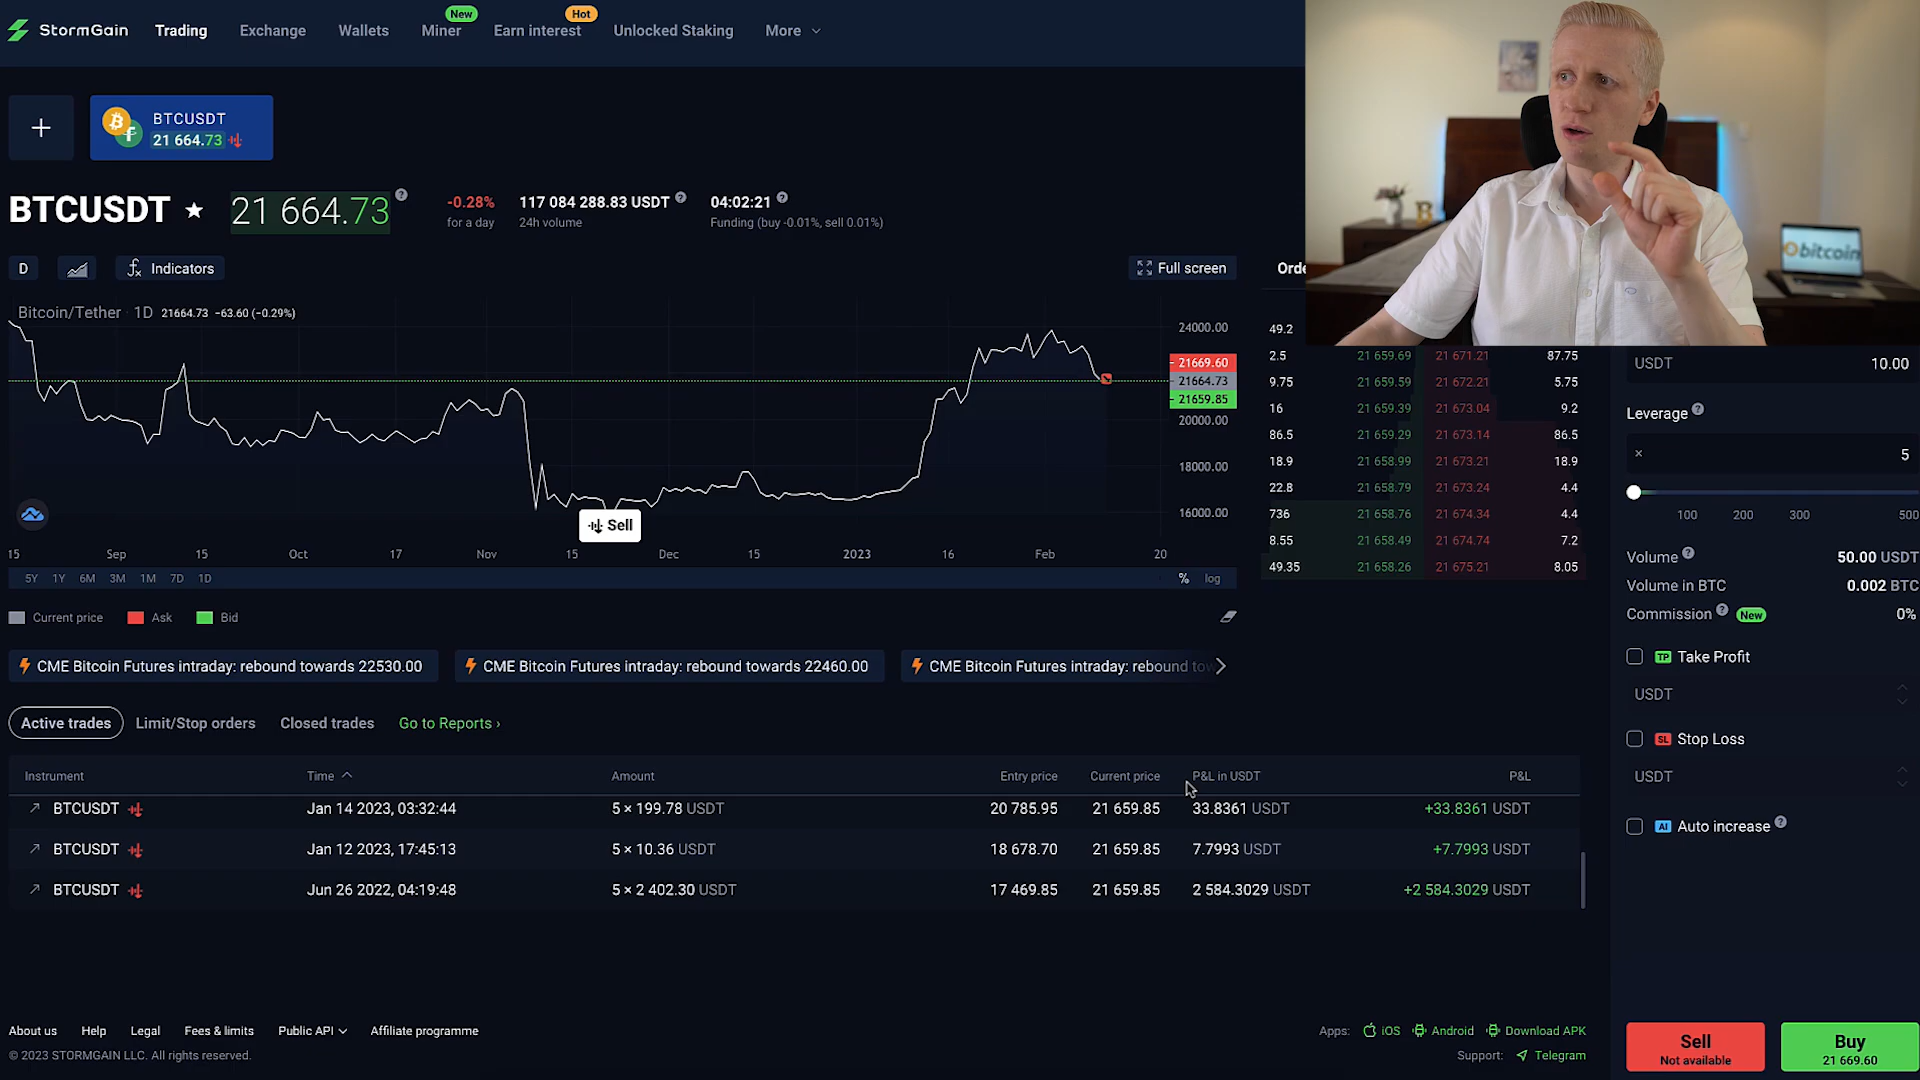 StormGain Trading Exchange Wallets Miner New Earn interest Hot Unlocked Staking More
+ BTCUSDT
21 664.73
BTCUSDT 21 664.73 ? -0.28% 117 084 288.83 USDT ? 04:02:21 ?
for a day 24h volume Funding (buy -0.01%, sell 0.01%)
D Indicators Full screen
Bitcoin/Tether 1D 21664.73 −63.60 (−0.29%)
24000.00
21669.60
21664.73
21659.85
20000.00
18000.00
16000.00
Sell
15 Sep 15 Oct 17 Nov 15 Dec 15 2023 16 Feb 20
5Y 1Y 6M 3M 1M 7D 1D % log
Current price Ask Bid
CME Bitcoin Futures intraday: rebound towards 22530.00
CME Bitcoin Futures intraday: rebound towards 22460.00
CME Bitcoin Futures intraday: rebound
Orde
49.2
2.5 21 659.69 21 671.21 87.75
9.75 21 659.59 21 672.21 5.75
16 21 659.39 21 673.04 9.2
86.5 21 659.29 21 673.14 86.5
18.9 21 658.99 21 673.21 18.9
22.8 21 658.79 21 673.24 4.4
736 21 658.76 21 674.34 4.4
8.55 21 658.49 21 674.74 7.2
49.35 21 658.26 21 675.21 8.05
bitcoin
USDT 10.00
Leverage ?
× 5
100 200 300 500
Volume ? 50.00 USDT
Volume in BTC 0.002 BTC
Commission ? New 0%
TP Take Profit
USDT
SL Stop Loss
USDT
AI Auto increase ?
Active trades Limit/Stop orders Closed trades Go to Reports ›
Instrument Time Amount Entry price Current price P&L in USDT P&L
BTCUSDT Jan 14 2023, 03:32:44 5 × 199.78 USDT 20 785.95 21 659.85 33.8361 USDT +33.8361 USDT
BTCUSDT Jan 12 2023, 17:45:13 5 × 10.36 USDT 18 678.70 21 659.85 7.7993 USDT +7.7993 USDT
BTCUSDT Jun 26 2022, 04:19:48 5 × 2 402.30 USDT 17 469.85 21 659.85 2 584.3029 USDT +2 584.3029 USDT
About us Help Legal Fees & limits Public API Affiliate programme
© 2023 STORMGAIN LLC. All rights reserved.
Apps: iOS Android Download APK
Support: Telegram
Sell
Not available
Buy
21 669.60